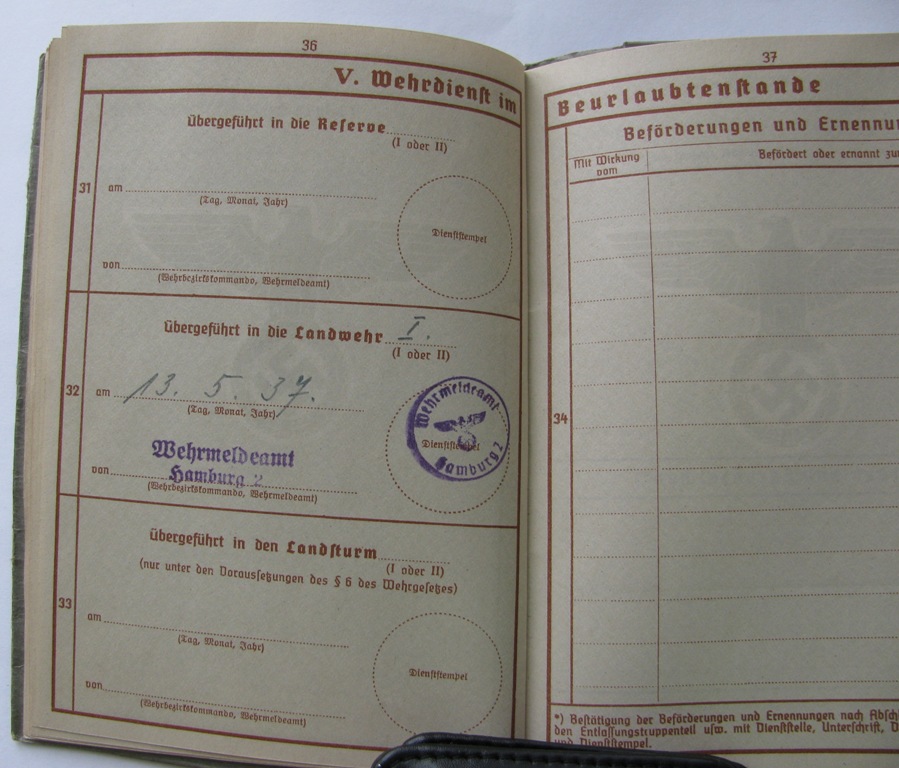 36
V. Wehrdienst im
übergeführt in die Reserve
(I oder II)
31
am
(Tag, Monat, Jahr)
Dienststempel
von
(Wehrbezirkskommando, Wehrmeldeamt)
übergeführt in die Landwehr I.
(I oder II)
32
am 13. 5. 37.
(Tag, Monat, Jahr)
Wehrmeldeamt
Dienststempel
Hamburg 2
Wehrmeldeamt
von Hamburg 2
(Wehrbezirkskommando, Wehrmeldeamt)
übergeführt in den Landsturm
(I oder II)
(nur unter den Voraussetzungen des § 6 des Wehrgesetzes)
33
am
(Tag, Monat, Jahr)
Dienststempel
von
(Wehrbezirkskommando, Wehrmeldeamt)
37
Beurlaubtenstande
Beförderungen und Ernennun
Mit Wirkung
vom
Befördert oder ernannt zu
34
*) Bestätigung der Beförderungen und Ernennungen nach Absch
den Entlassungstruppenteil usw. mit Dienststelle, Unterschrift, D
und Dienststempel.